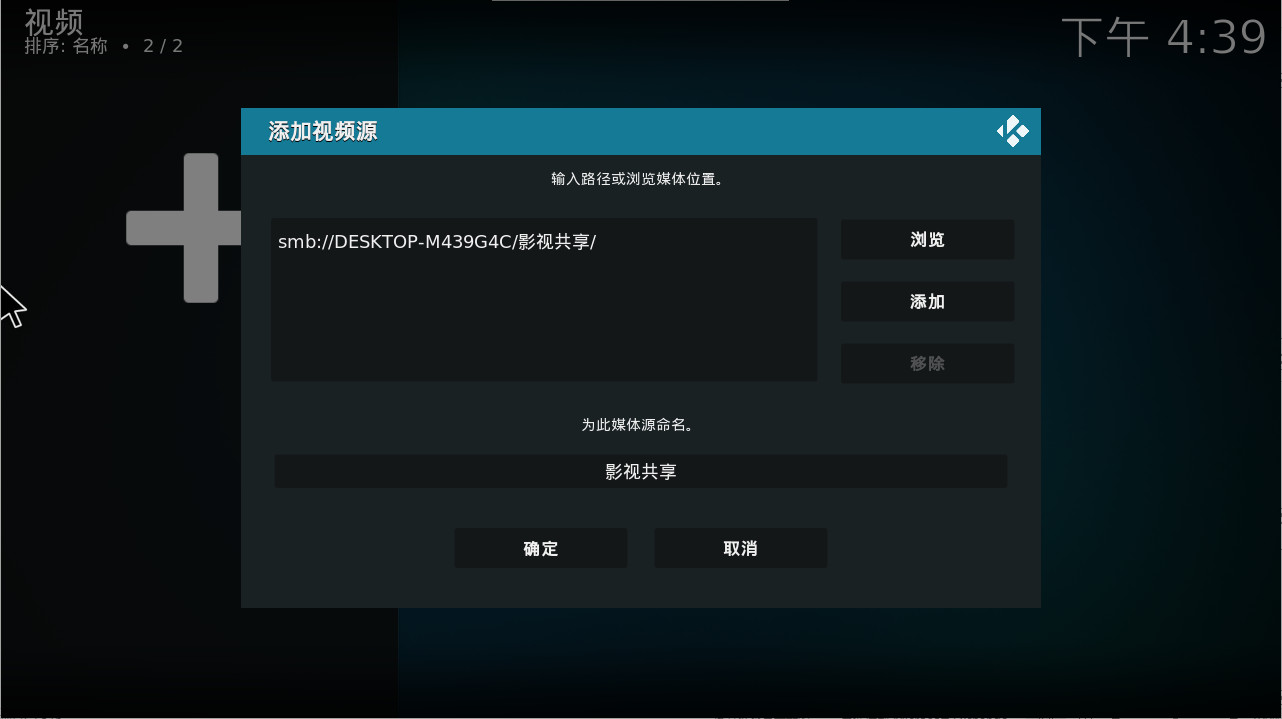 视频
排序: 名称 • 2 / 2
下午 4:39
添加视频源
输入路径或浏览媒体位置。
smb://DESKTOP-M439G4C/影视共享/
浏览
添加
移除
为此媒体源命名。
影视共享
确定
取消